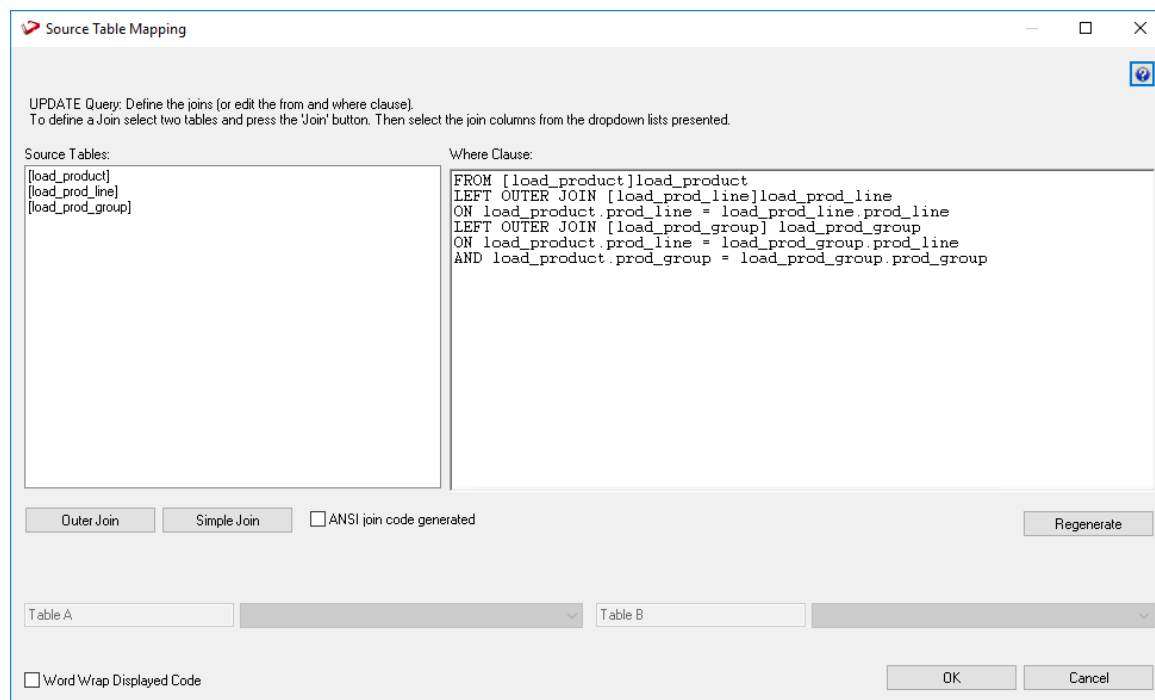 Source Table Mapping
UPDATE Query: Define the joins (or edit the from and where clause).
To define a Join select two tables and press the 'Join' button. Then select the join columns from the dropdown lists presented.
Source Tables:
[load_product]
[load_prod_line]
[load_prod_group]
Where Clause:
FROM [load_product]load_product
LEFT OUTER JOIN [load_prod_line]load_prod_line
ON load_product.prod_line = load_prod_line.prod_line
LEFT OUTER JOIN [load_prod_group] load_prod_group
ON load_product.prod_line = load_prod_group.prod_line
AND load_product.prod_group = load_prod_group.prod_group
Outer Join
Simple Join
ANSI join code generated
Regenerate
Table A
Table B
Word Wrap Displayed Code
OK
Cancel